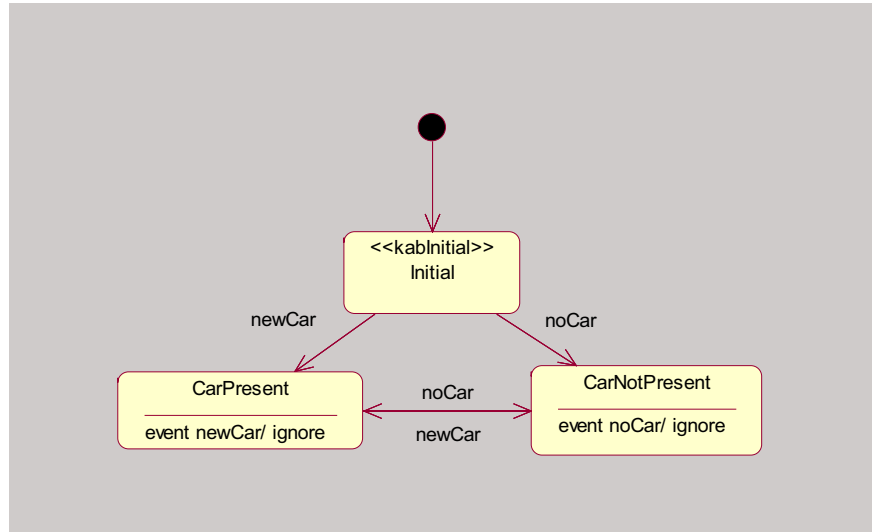 <<kabInitial>>
Initial
newCar
noCar
CarPresent
event newCar/ ignore
noCar
newCar
CarNotPresent
event noCar/ ignore